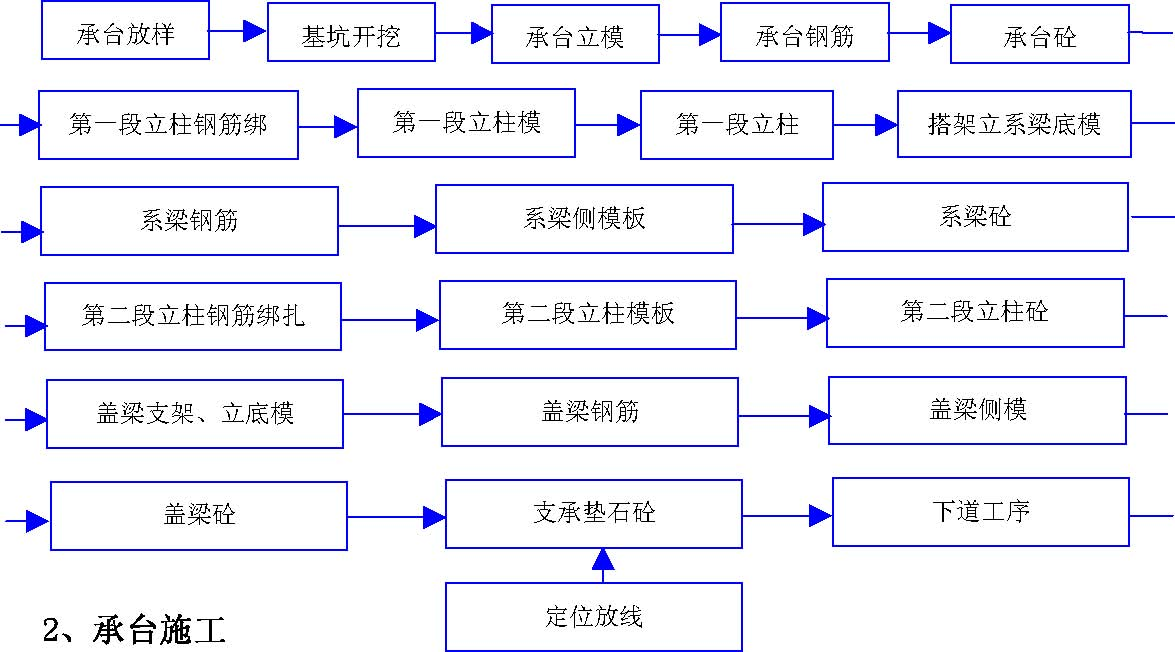 承台放样
基坑开挖
承台立模
承台钢筋
承台砼
第一段立柱钢筋绑
第一段立柱模
第一段立柱
搭架立系梁底模
系梁钢筋
系梁侧模板
系梁砼
第二段立柱钢筋绑扎
第二段立柱模板
第二段立柱砼
盖梁支架、立底模
盖梁钢筋
盖梁侧模
盖梁砼
支承垫石砼
下道工序
定位放线
2、承台施工